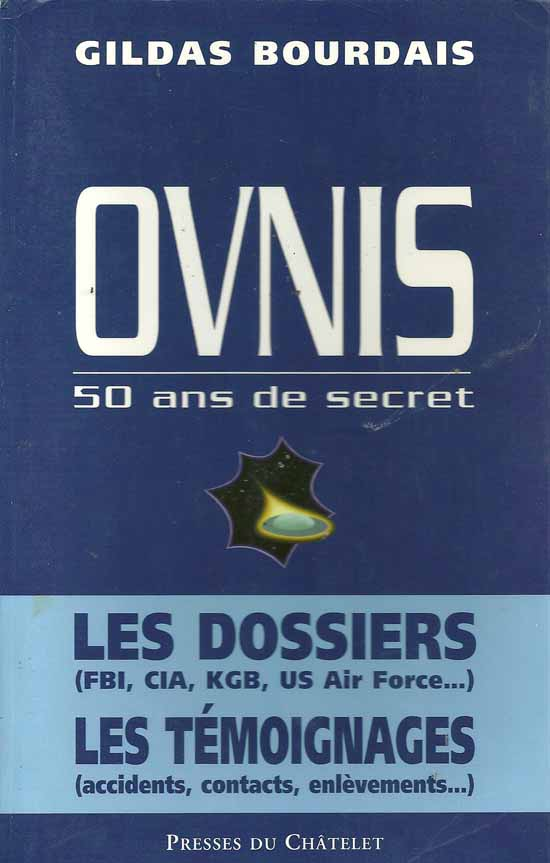 GILDAS BOURDAIS
OVNIS
50 ans de secret
LES DOSSIERS
(FBI, CIA, KGB, US Air Force...)
LES TÉMOIGNAGES
(accidents, contacts, enlèvements...)
PRESSES DU CHÂTELET